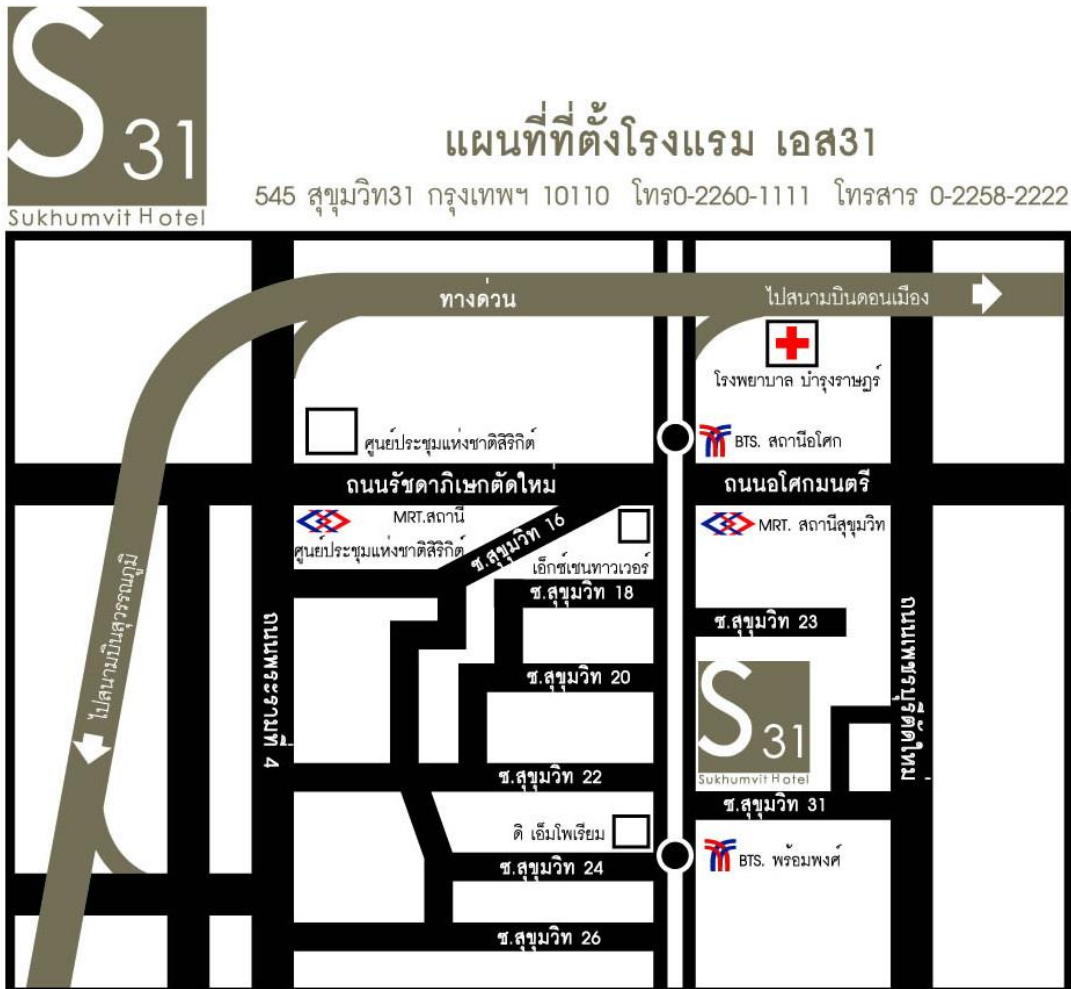 S 31
Sukhumvit Hotel
แผนที่ที่ตั้งโรงแรม เอส31
545 สุขุมวิท31 กรุงเทพฯ 10110 โทร0-2260-1111 โทรสาร 0-2258-2222
ทางด่วน
ไปสนามบินดอนเมือง
โรงพยาบาล บำรุงราษฎร์
ศูนย์ประชุมแห่งชาติสิริกิต์
BTS. สถานีอโศก
ถนนรัชดาภิเษกตัดใหม่
ถนนอโศกมนตรี
MRT.สถานี
ศูนย์ประชุมแห่งชาติสิริกิต์
ซ.สุขุมวิท 16
MRT. สถานีสุขุมวิท
เอ็กซ์เชนทาวเวอร์
ซ.สุขุมวิท 18
ซ.สุขุมวิท 23
ไปสนามบินสุวรรณภูมิ
ถนนพระรามที่ 4
ถนนเพชรบุรีตัดใหม่
ซ.สุขุมวิท 20
S 31
Sukhumvit Hotel
ซ.สุขุมวิท 22
ซ.สุขุมวิท 31
ดิ เอ็มโพเรียม
ซ.สุขุมวิท 24
BTS. พร้อมพงศ์
ซ.สุขุมวิท 26